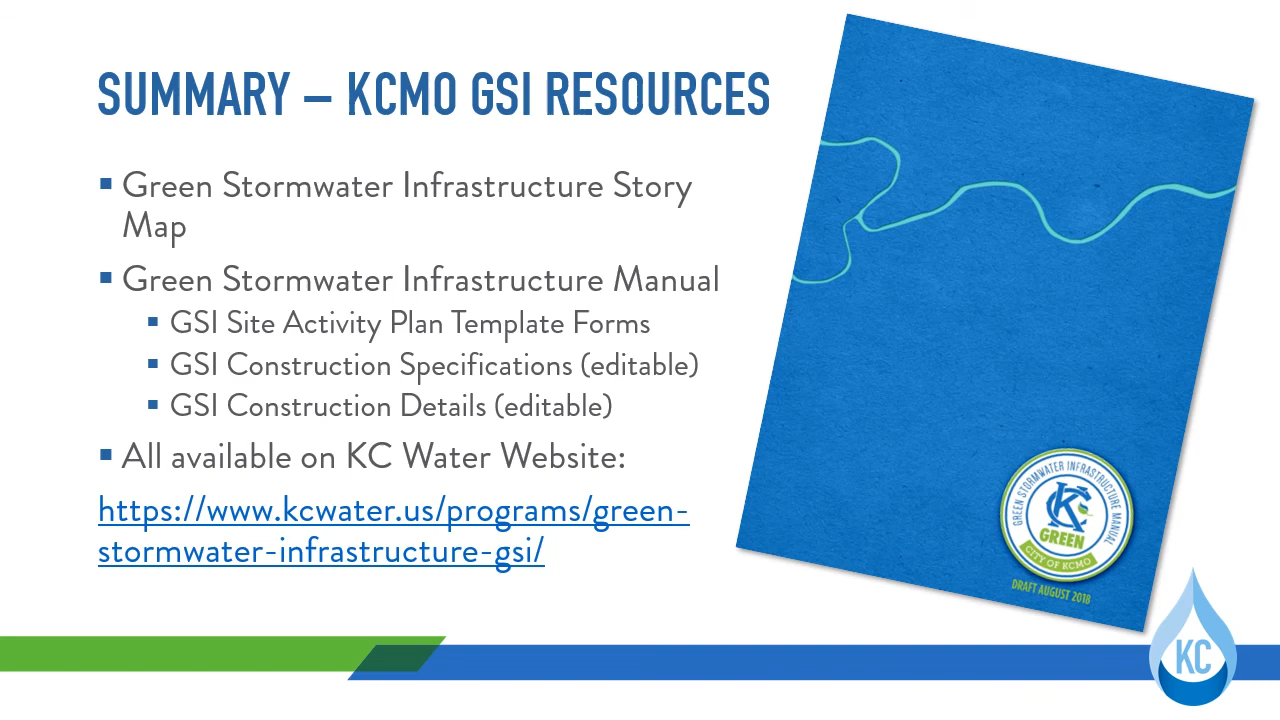 SUMMARY – KCMO GSI RESOURCES
▪ Green Stormwater Infrastructure Story
Map
▪ Green Stormwater Infrastructure Manual
▪ GSI Site Activity Plan Template Forms
▪ GSI Construction Specifications (editable)
▪ GSI Construction Details (editable)
▪ All available on KC Water Website:
https://www.kcwater.us/programs/green-
stormwater-infrastructure-gsi/
GREEN STORMWATER INFRASTRUCTURE MANUAL
KC
GREEN
CITY OF KCMO
DRAFT AUGUST 2018
KC